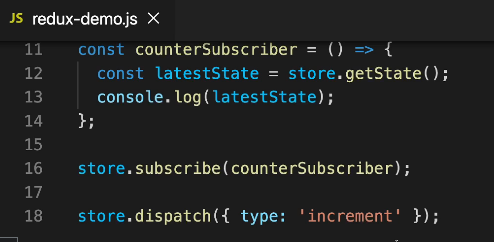 JS redux-demo.js ×
11 const counterSubscriber = () => {
12   const latestState = store.getState();
13   console.log(latestState);
14 };
15
16 store.subscribe(counterSubscriber);
17
18 store.dispatch({ type: 'increment' });